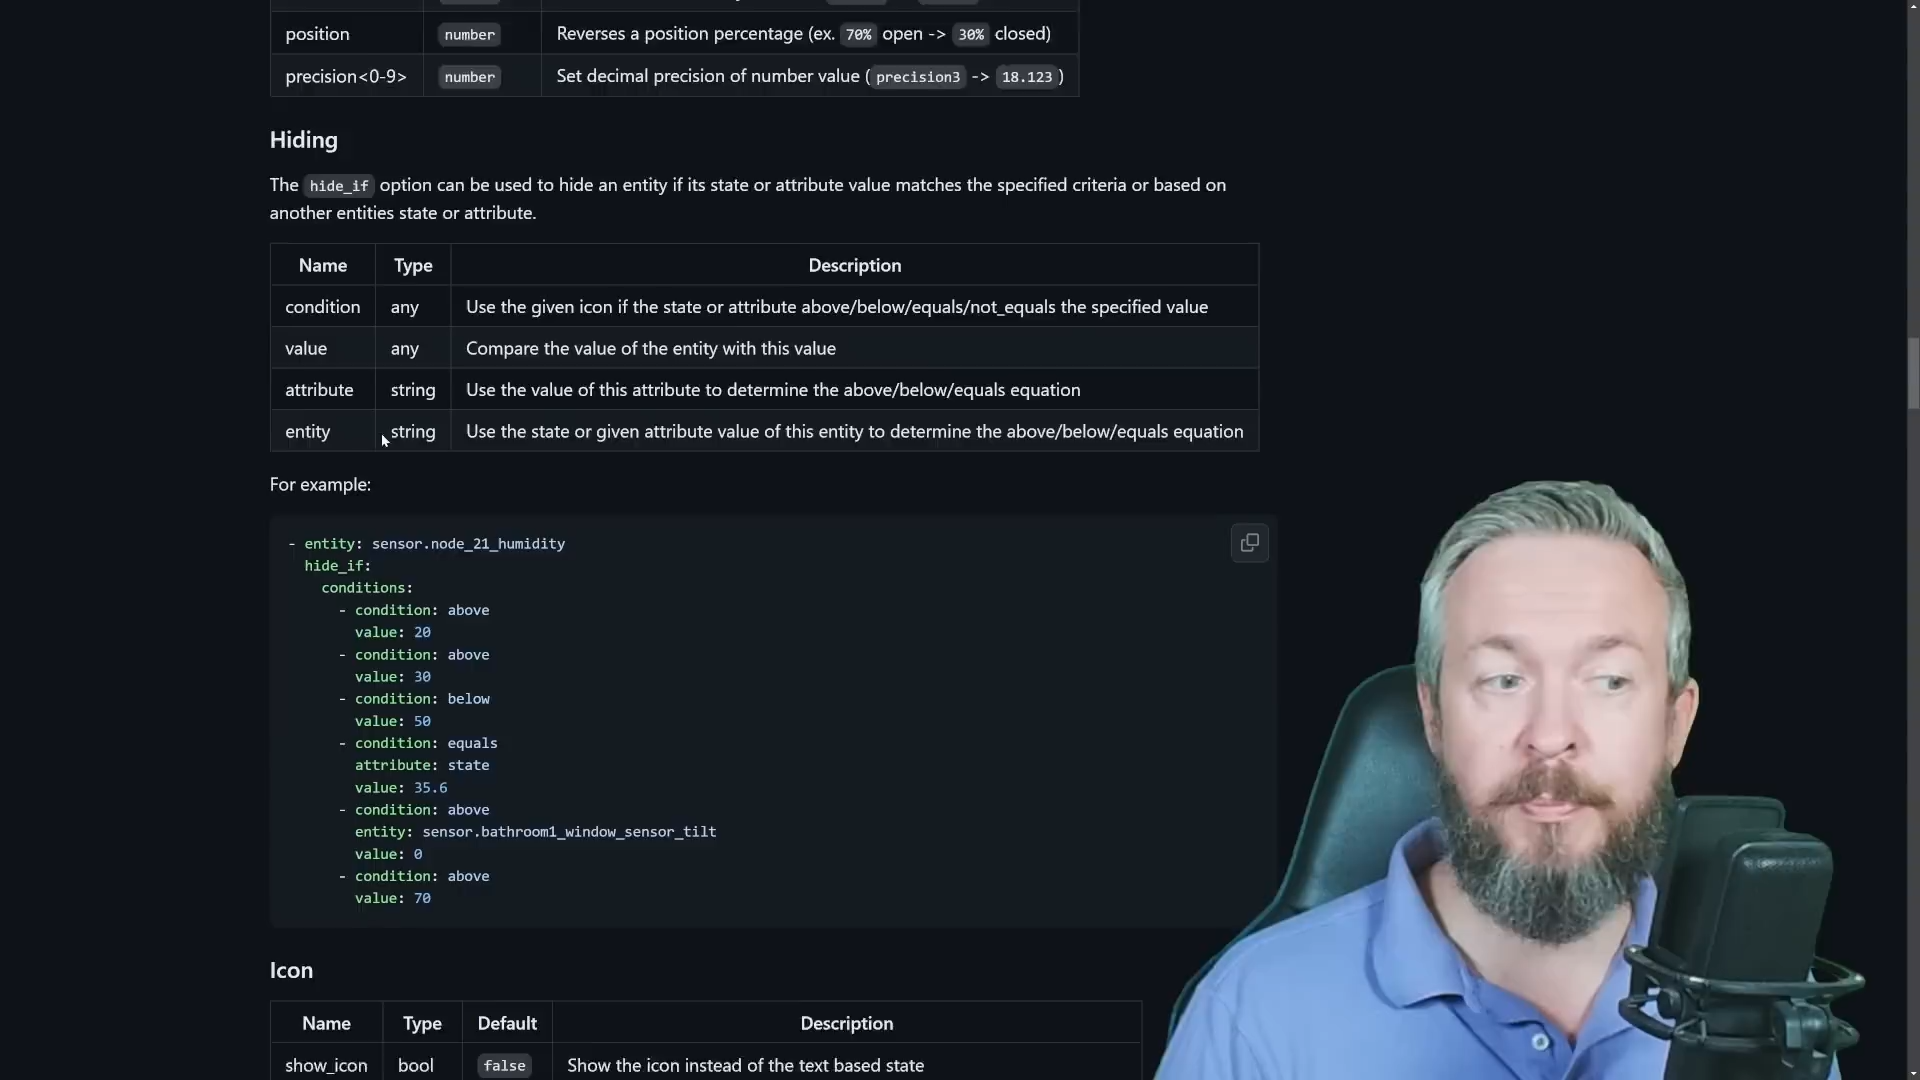 position number Reverses a position percentage (ex. 70% open -> 30% closed)
precision<0-9> number Set decimal precision of number value ( precision3 -> 18.123 )
Hiding
The hide_if option can be used to hide an entity if its state or attribute value matches the specified criteria or based on
another entities state or attribute.
Name Type Description
condition any Use the given icon if the state or attribute above/below/equals/not_equals the specified value
value any Compare the value of the entity with this value
attribute string Use the value of this attribute to determine the above/below/equals equation
entity string Use the state or given attribute value of this entity to determine the above/below/equals equation
For example:
- entity: sensor.node_21_humidity
hide_if:
conditions:
- condition: above
value: 20
- condition: above
value: 30
- condition: below
value: 50
- condition: equals
attribute: state
value: 35.6
- condition: above
entity: sensor.bathroom1_window_sensor_tilt
value: 0
- condition: above
value: 70
Icon
Name Type Default Description
show_icon bool false Show the icon instead of the text based state